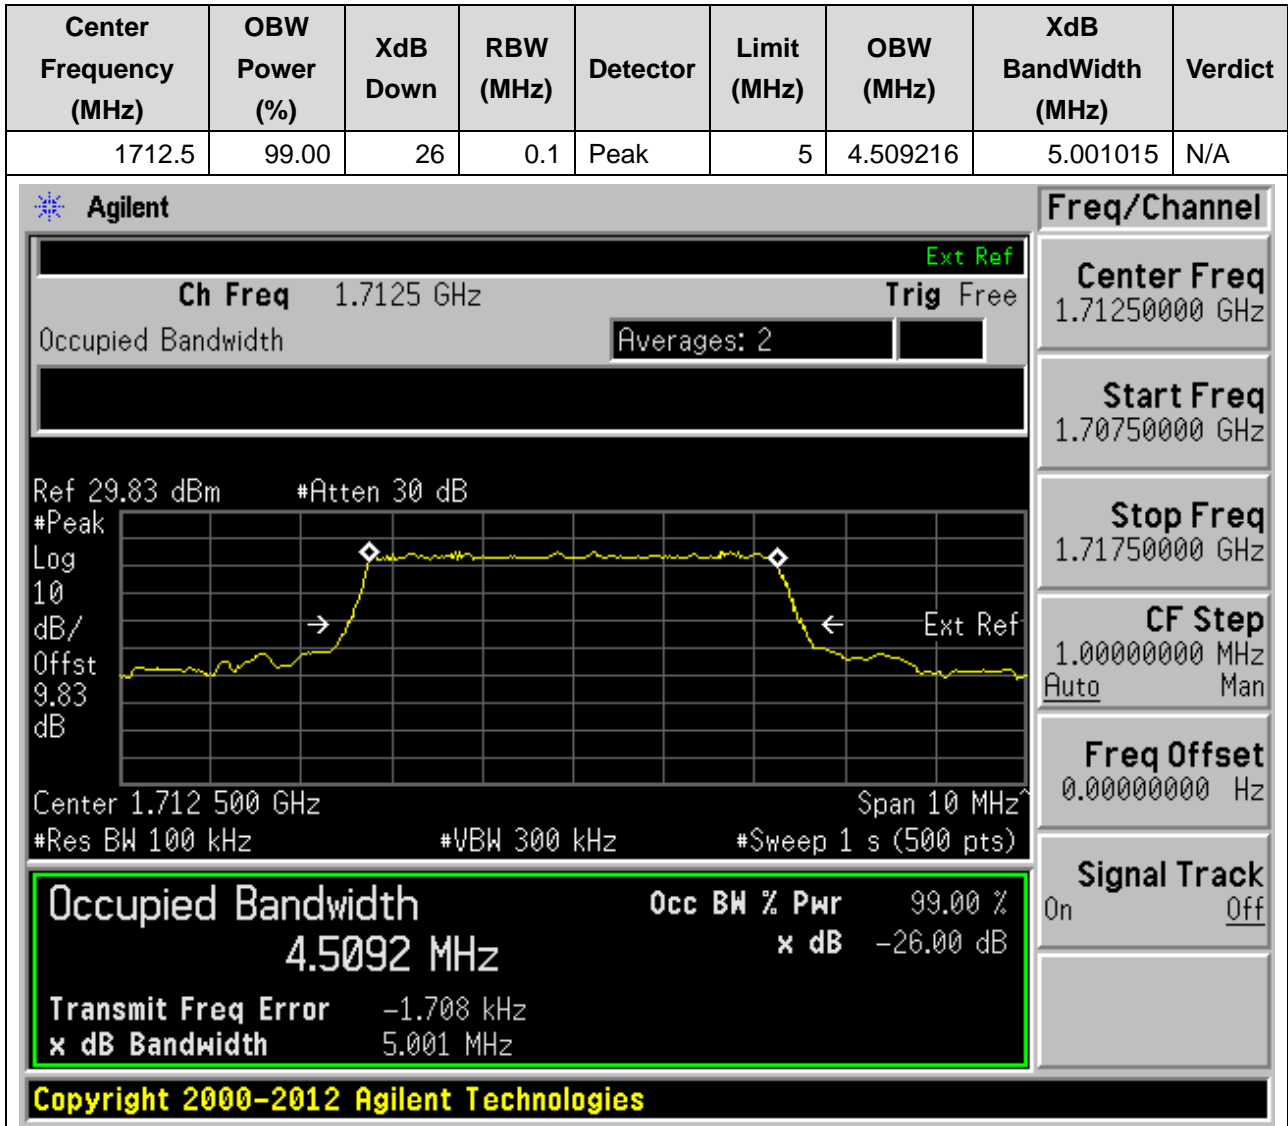 Center Frequency (MHz) OBW Power (%) XdB Down RBW (MHz) Detector Limit (MHz) OBW (MHz) XdB BandWidth (MHz) Verdict
1712.5 99.00 26 0.1 Peak 5 4.509216 5.001015 N/A
Agilent
Freq/Channel
Ext Ref
Ch Freq 1.7125 GHz Trig Free
Occupied Bandwidth Averages: 2
Center Freq
1.71250000 GHz
Start Freq
1.70750000 GHz
Stop Freq
1.71750000 GHz
CF Step
1.00000000 MHz
Auto Man
Freq Offset
0.00000000 Hz
Signal Track
On Off
Ref 29.83 dBm #Atten 30 dB
#Peak
Log
10
dB/
Offst
9.83
dB
Ext Ref
Center 1.712 500 GHz Span 10 MHz^
#Res BW 100 kHz #VBW 300 kHz #Sweep 1 s (500 pts)
Occupied Bandwidth
4.5092 MHz
Occ BW % Pwr 99.00 %
x dB -26.00 dB
Transmit Freq Error -1.708 kHz
x dB Bandwidth 5.001 MHz
Copyright 2000-2012 Agilent Technologies